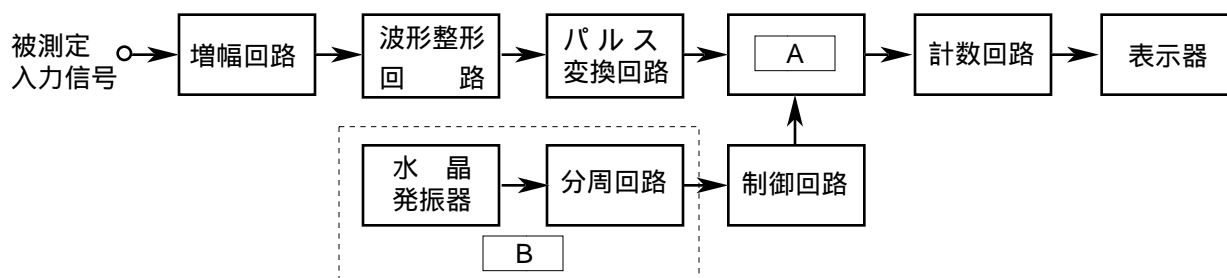 被測定
入力信号
増幅回路
波形整形
回 路
パ ル ス
変換回路
A
計数回路
表示器
水 晶
発振器
分周回路
制御回路
B